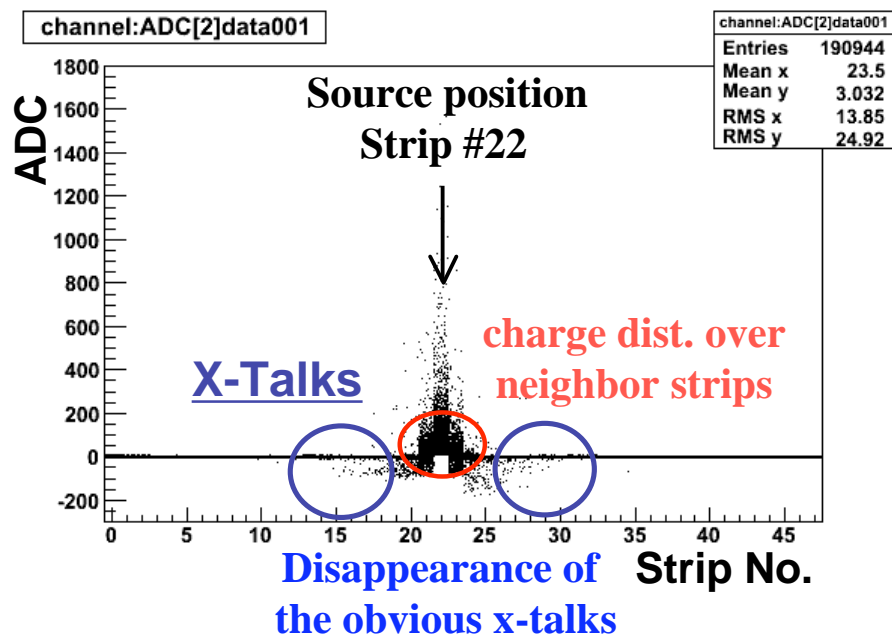 channel:ADC[2]data001
channel:ADC[2]data001
Entries 190944
Mean x 23.5
Mean y 3.032
RMS x 13.85
RMS y 24.92
ADC
1800
1600
1400
1200
1000
800
600
400
200
0
-200
Source position
Strip #22
charge dist. over
neighbor strips
X-Talks
0 5 10 15 20 25 30 35 40 45
Disappearance of
the obvious x-talks
Strip No.